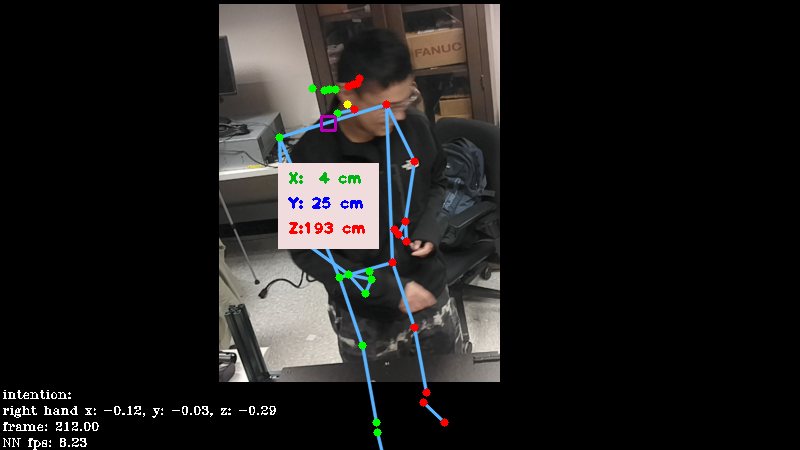 FANUC
X: 4 cm
Y: 25 cm
Z:193 cm
intention:
right hand x: −0.12, y: −0.03, z: −0.29
frame: 212.00
NN fps: 8.23